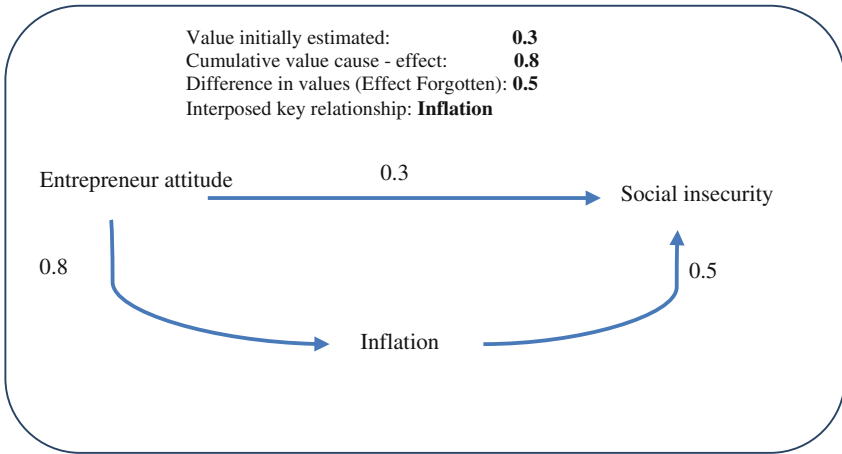 Value initially estimated: 0.3
Cumulative value cause - effect: 0.8
Difference in values (Effect Forgotten): 0.5
Interposed key relationship: Inflation
0.3
Entrepreneur attitude
Social insecurity
0.8
0.5
Inflation